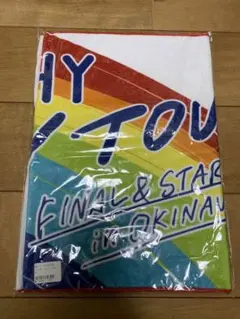 HY
TOU
FINAL & STAR
in OKINAW